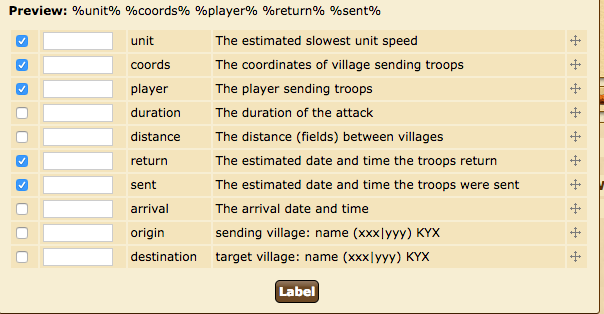 Preview: %unit% %coords% %player% %return% %sent%
unit The estimated slowest unit speed
coords The coordinates of village sending troops
player The player sending troops
duration The duration of the attack
distance The distance (fields) between villages
return The estimated date and time the troops return
sent The estimated date and time the troops were sent
arrival The arrival date and time
origin sending village: name (xxx|yyy) KYX
destination target village: name (xxx|yyy) KYX
Label